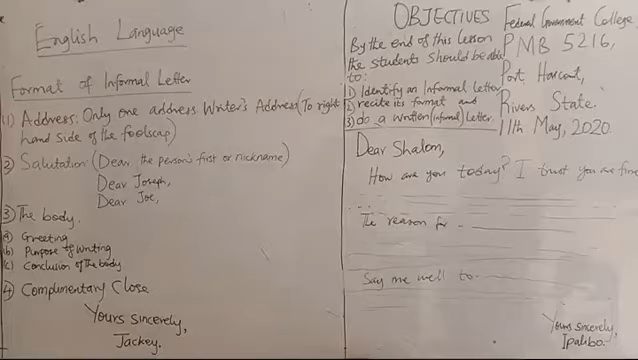 English Language
Format of Informal Letter
(1) Address: Only one address Writer's Address (To right
hand side of the foolscap)
(2) Salutation: (Dear the person's first or nickname)
Dear Joseph,
Dear Joe,
(3) The body.
(a) Greeting
(b) Purpose of Writing
(c) Conclusion of the body
(4) Complimentary Close
Yours Sincerely,
Jackey.
OBJECTIVES
By the end of this lesson
the students should be able
to:
1) Identify an Informal Letter
2) recite its format and
3) do a written (informal) Letter.
Federal Government College,
PMB 5216,
Port Harcourt,
Rivers State.
11th May, 2020.
Dear Shalom,
How are you today? I trust you are fine
The reason for
Say me well to
Yours sincerely,
Ipalibo.